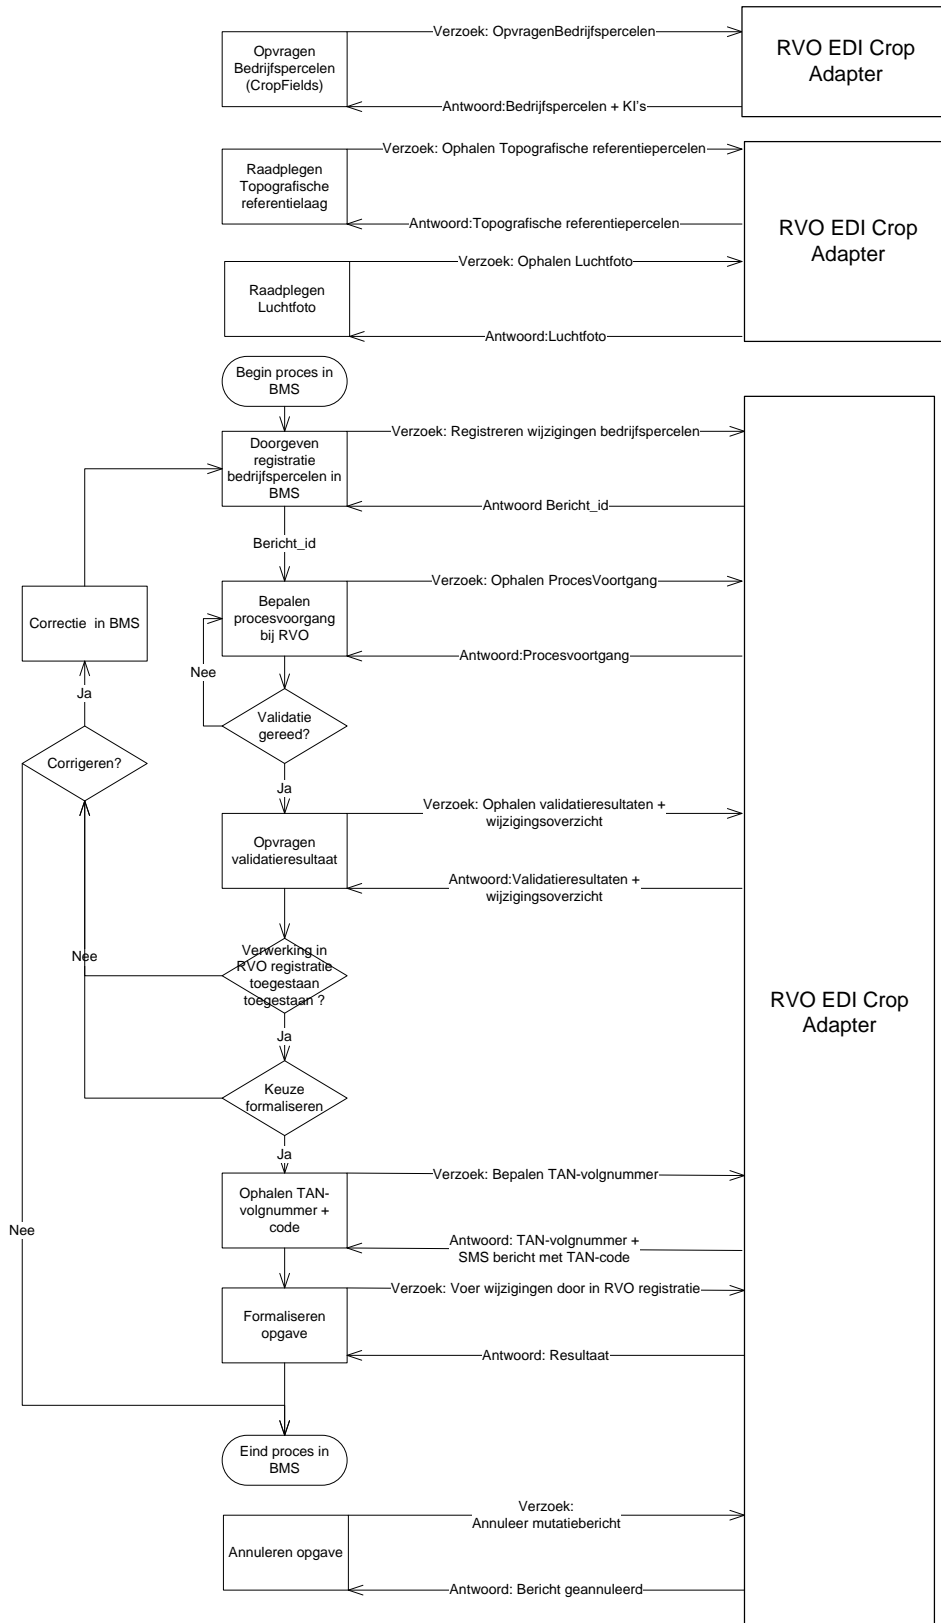 Verzoek: OpvragenBedrijfspercelen
Opvragen
Bedrijfspercelen
(CropFields)
Antwoord:Bedrijfspercelen + KI's
RVO EDI Crop
Adapter
Verzoek: Ophalen Topografische referentiepercelen
Raadplegen
Topografische
referentielaag
Antwoord:Topografische referentiepercelen
RVO EDI Crop
Adapter
Verzoek: Ophalen Luchtfoto
Raadplegen
Luchtfoto
Antwoord:Luchtfoto
Begin proces in
BMS
Verzoek: Registreren wijzigingen bedrijfspercelen
Doorgeven
registratie
bedrijfspercelen in
BMS
Antwoord Bericht_id
Bericht_id
Verzoek: Ophalen ProcesVoortgang
Bepalen
procesvoorgang
bij RVO
Correctie  in BMS
Antwoord:Procesvoortgang
Nee
Ja
Validatie
gereed?
Corrigeren?
Ja
Verzoek: Ophalen validatieresultaten +
wijzigingsoverzicht
Opvragen
validatieresultaat
Antwoord:Validatieresultaten +
wijzigingsoverzicht
Nee
Verwerking in
RVO registratie
toegestaan
toegestaan ?
RVO EDI Crop
Adapter
Ja
Keuze
formaliseren
Ja
Verzoek: Bepalen TAN-volgnummer
Ophalen TAN-
volgnummer +
code
Nee
Antwoord: TAN-volgnummer +
SMS bericht met TAN-code
Verzoek: Voer wijzigingen door in RVO registratie
Formaliseren
opgave
Antwoord: Resultaat
Eind proces in
BMS
Verzoek:
Annuleer mutatiebericht
Annuleren opgave
Antwoord: Bericht geannuleerd